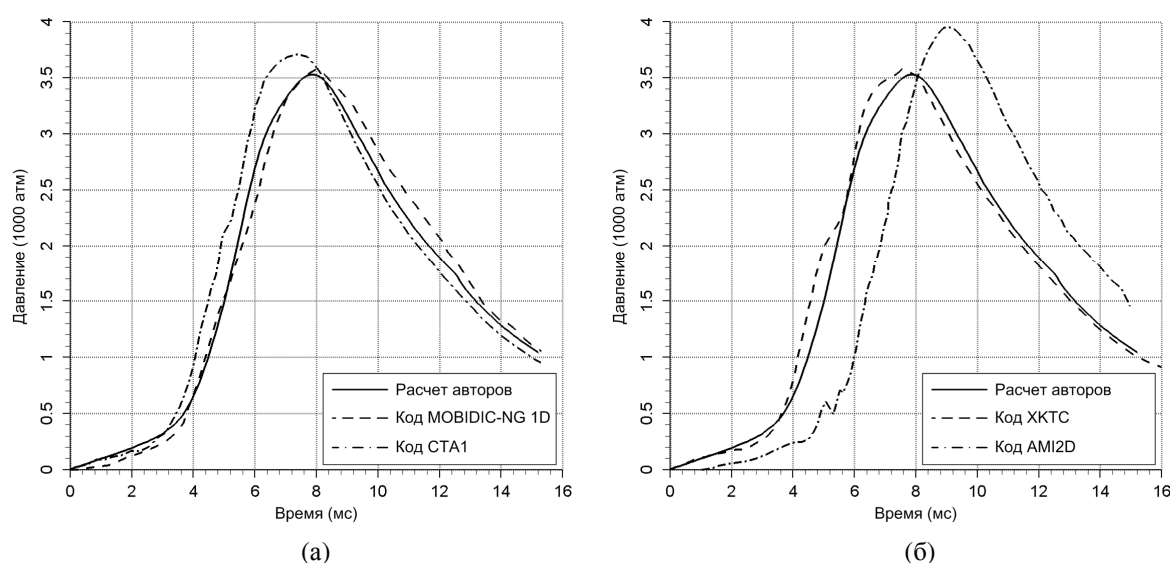 4
3.5
3
2.5
2
1.5
1
0.5
0
Давление (1000 атм)
Расчет авторов
Код MOBIDIC-NG 1D
Код CTA1
0 2 4 6 8 10 12 14 16
Время (мс)
(а)
4
3.5
3
2.5
2
1.5
1
0.5
0
Давление (1000 атм)
Расчет авторов
Код XKTC
Код AMI2D
0 2 4 6 8 10 12 14 16
Время (мс)
(б)